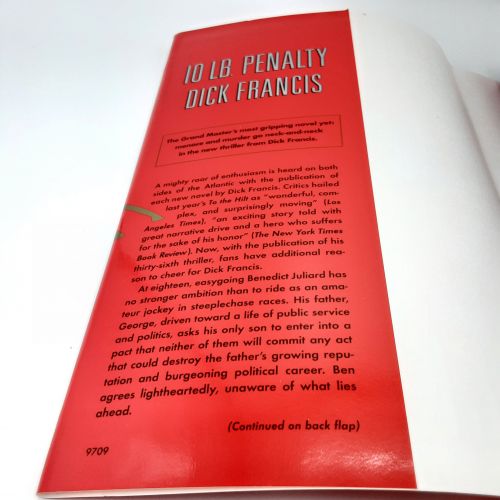 10 LB. PENALTY
DICK FRANCIS
The Grand Master's most gripping novel yet:
menace and murder go neck-and-neck
in the new thriller from Dick Francis.
A mighty roar of enthusiasm is heard on both
sides of the Atlantic with the publication of
each new novel by Dick Francis. Critics hailed
last year's To the Hilt as "wonderful, com-
plex, and surprisingly moving" (Los
Angeles Times), "an exciting story told with
great narrative drive and a hero who suffers
for the sake of his honor" (The New York Times
Book Review). Now, with the publication of his
thirty-sixth thriller, fans have additional rea-
son to cheer for Dick Francis.
At eighteen, easygoing Benedict Juliard has
no stronger ambition than to ride as an ama-
teur jockey in steeplechase races. His father,
George, driven toward a life of public service
and politics, asks his only son to enter into a
pact that neither of them will commit any act
that could destroy the father's growing repu-
tation and burgeoning political career. Ben
agrees lightheartedly, unaware of what lies
ahead.
(Continued on back flap)
9709